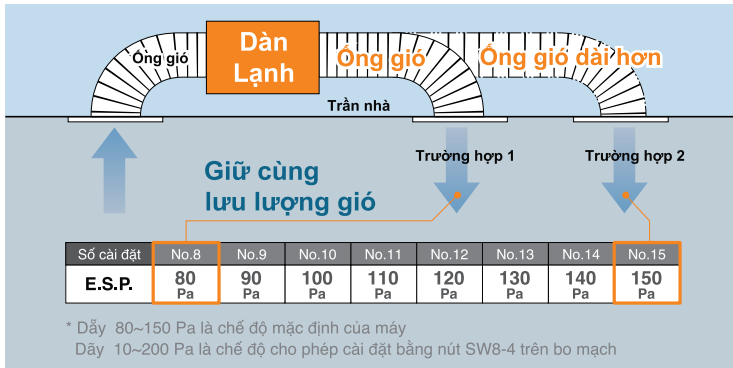 Ống gió
Dàn
Lạnh
Ống gió
Ống gió dài hơn
Trần nhà
Trường hợp 1
Trường hợp 2
Giữ cùng
lưu lượng gió
Số cài đặt No.8 No.9 No.10 No.11 No.12 No.13 No.14 No.15
E.S.P. 80 Pa 90 Pa 100 Pa 110 Pa 120 Pa 130 Pa 140 Pa 150 Pa
* Dẫy 80~150 Pa là chế độ mặc định của máy
Dãy 10~200 Pa là chế độ cho phép cài đặt bằng nút SW8-4 trên bo mạch